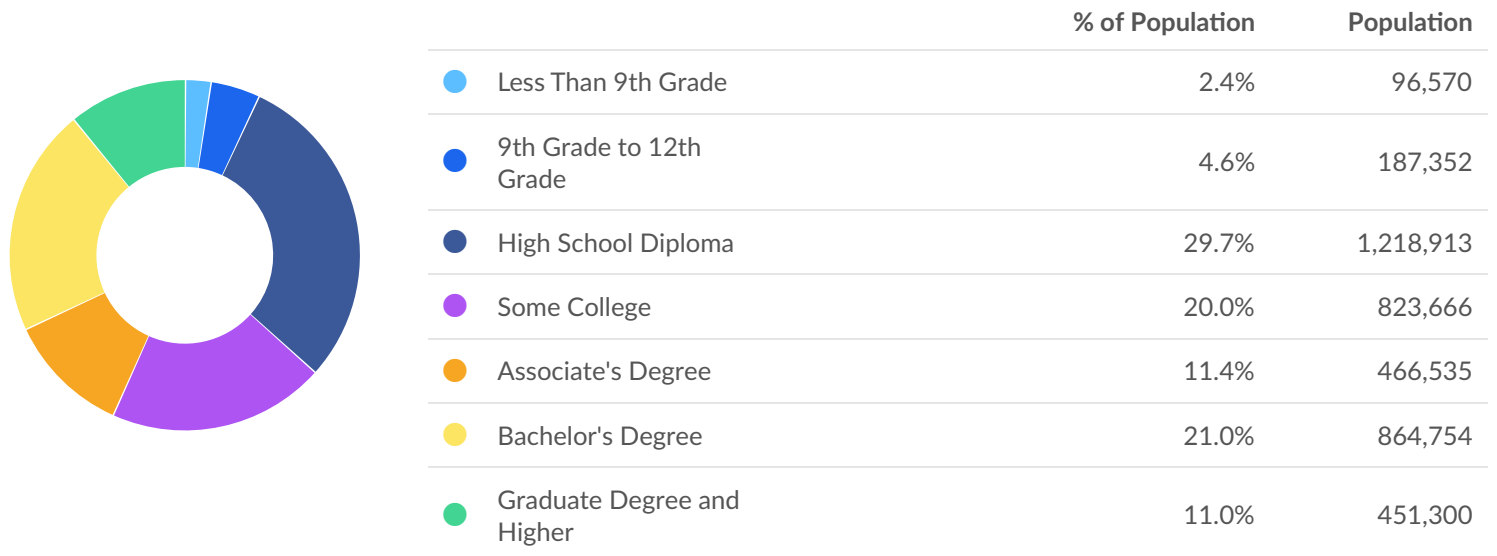 % of Population Population
Less Than 9th Grade 2.4% 96,570
9th Grade to 12th
Grade 4.6% 187,352
High School Diploma 29.7% 1,218,913
Some College 20.0% 823,666
Associate's Degree 11.4% 466,535
Bachelor's Degree 21.0% 864,754
Graduate Degree and
Higher 11.0% 451,300